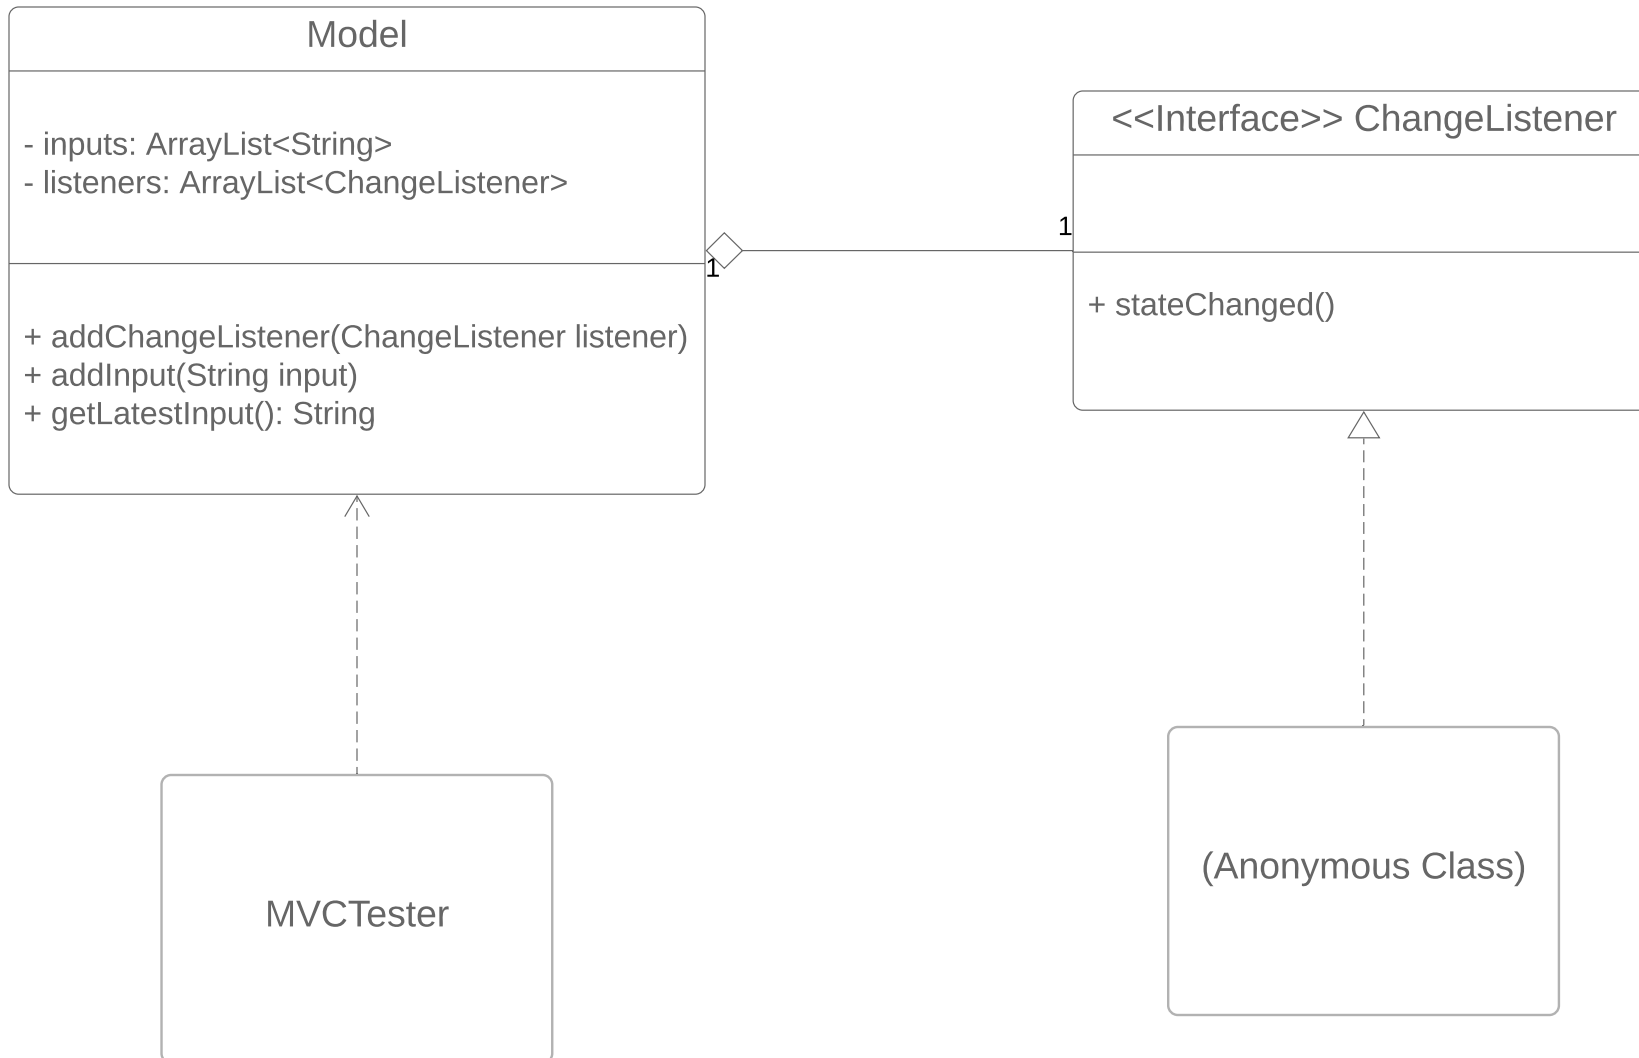 Model
- inputs: ArrayList<String>
- listeners: ArrayList<ChangeListener>
+ addChangeListener(ChangeListener listener)
+ addInput(String input)
+ getLatestInput(): String
1
1
<<Interface>> ChangeListener
+ stateChanged()
MVCTester
(Anonymous Class)